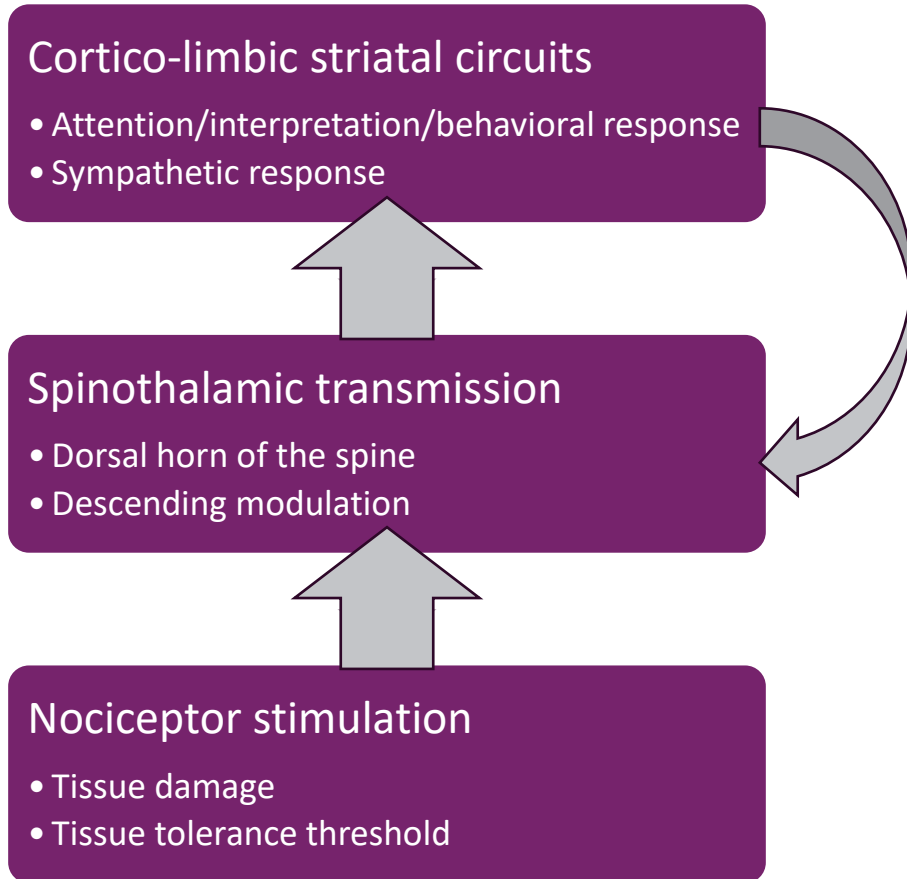 Cortico-limbic striatal circuits
• Attention/interpretation/behavioral response
• Sympathetic response
Spinothalamic transmission
• Dorsal horn of the spine
• Descending modulation
Nociceptor stimulation
• Tissue damage
• Tissue tolerance threshold